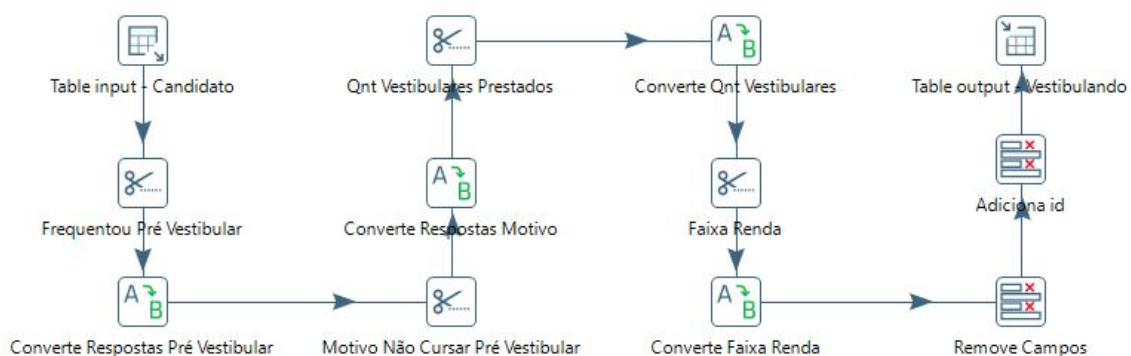 Table input - Candidato
Frequentou Pré Vestibular
A
B
Converte Respostas Pré Vestibular
Motivo Não Cursar Pré Vestibular
A
B
Converte Respostas Motivo
Qnt Vestibulares Prestados
A
B
Converte Qnt Vestibulares
Faixa Renda
A
B
Converte Faixa Renda
Remove Campos
Adiciona id
Table output - Vestibulando